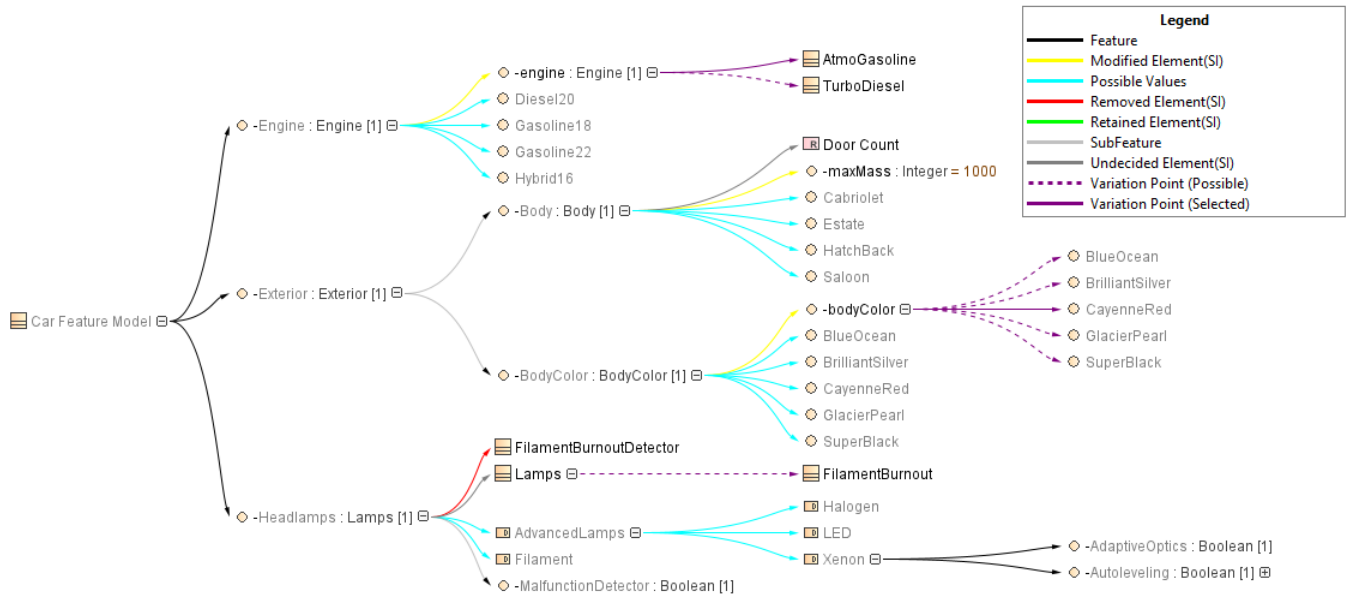 Legend
Feature
Modified Element(SI)
Possible Values
Removed Element(SI)
Retained Element(SI)
SubFeature
Undecided Element(SI)
Variation Point (Possible)
Variation Point (Selected)
Car Feature Model
-Engine : Engine [1]
-engine : Engine [1]
AtmoGasoline
TurboDiesel
Diesel20
Gasoline18
Gasoline22
Hybrid16
-Exterior : Exterior [1]
-Body : Body [1]
R Door Count
-maxMass : Integer = 1000
Cabriolet
Estate
HatchBack
Saloon
-BodyColor : BodyColor [1]
-bodyColor
BlueOcean
BrilliantSilver
CayenneRed
GlacierPearl
SuperBlack
BlueOcean
BrilliantSilver
CayenneRed
GlacierPearl
SuperBlack
-Headlamps : Lamps [1]
FilamentBurnoutDetector
Lamps
FilamentBurnout
AdvancedLamps
Halogen
LED
Xenon
-AdaptiveOptics : Boolean [1]
-Autoleveling : Boolean [1]
Filament
-MalfunctionDetector : Boolean [1]